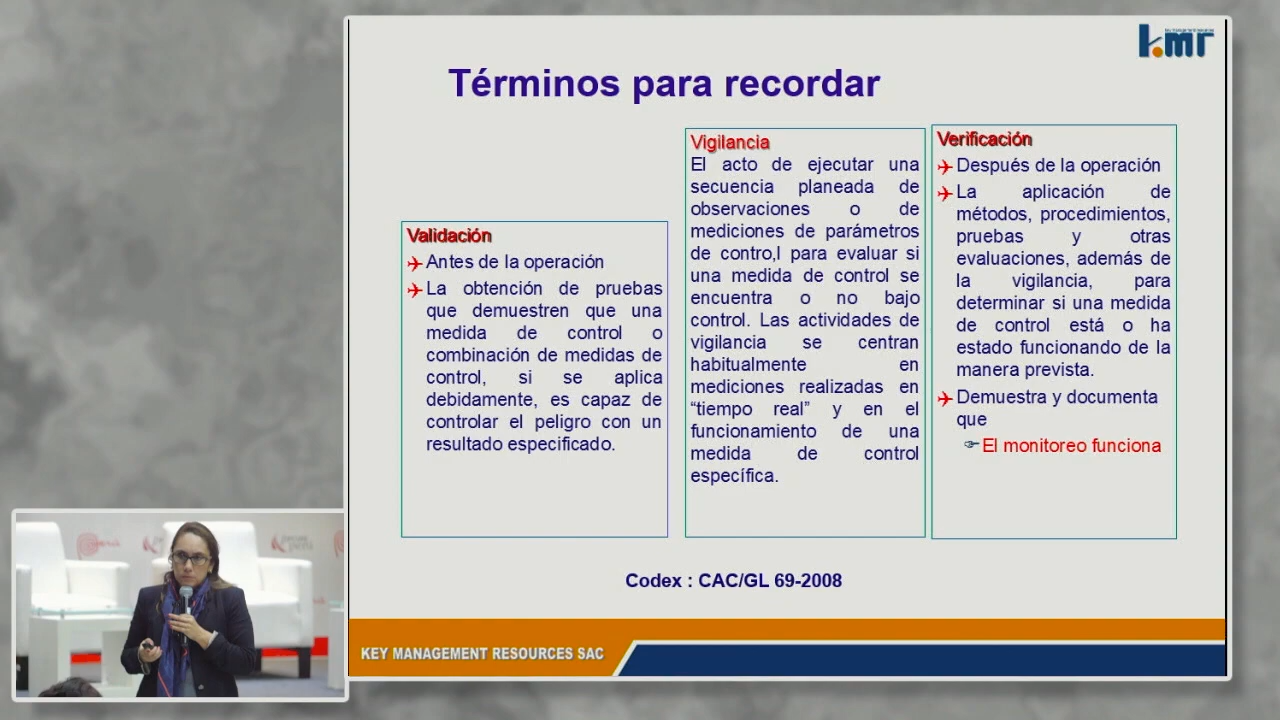 kmr
Términos para recordar
Validación
Antes de la operación
La obtención de pruebas
que demuestren que una
medida de control o
combinación de medidas de
control, si se aplica
debidamente, es capaz de
controlar el peligro con un
resultado especificado.
Vigilancia
El acto de ejecutar una
secuencia planeada de
observaciones o de
mediciones de parámetros
de contro,l para evaluar si
una medida de control se
encuentra o no bajo
control. Las actividades de
vigilancia se centran
habitualmente en
mediciones realizadas en
“tiempo real” y en el
funcionamiento de una
medida de control
específica.
Verificación
Después de la operación
La aplicación de
métodos, procedimientos,
pruebas y otras
evaluaciones, además de
la vigilancia, para
determinar si una medida
de control está o ha
estado funcionando de la
manera prevista.
Demuestra y documenta
que
El monitoreo funciona
Codex : CAC/GL 69-2008
KEY MANAGEMENT RESOURCES SAC